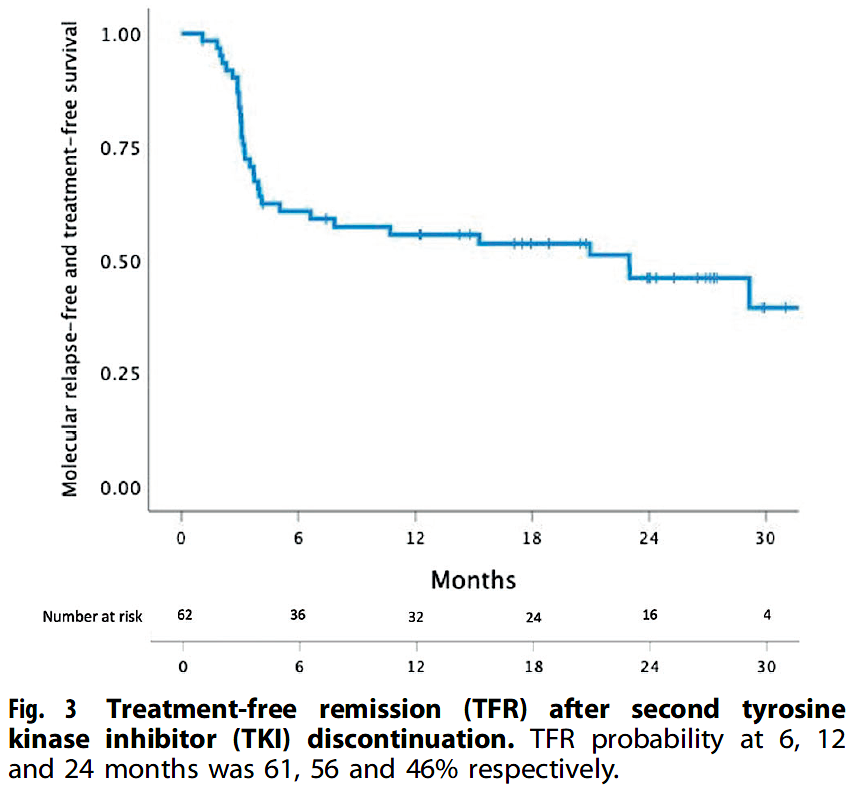 Molecular relapse-free and treatment-free survival
1.00
0.75
0.50
0.25
0.00
0 6 12 18 24 30
Months
Number at risk 62 36 32 24 16 4
0 6 12 18 24 30
Fig. 3 Treatment-free remission (TFR) after second tyrosine
kinase inhibitor (TKI) discontinuation. TFR probability at 6, 12
and 24 months was 61, 56 and 46% respectively.